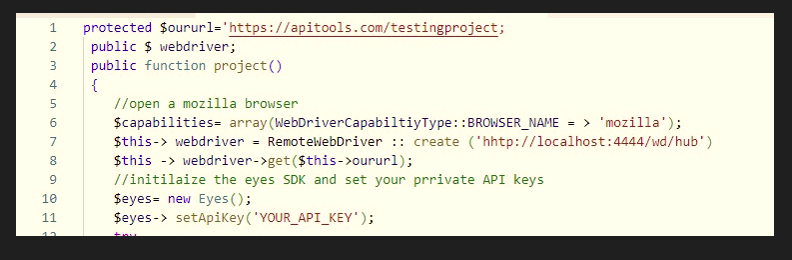 1 protected $oururl='https://apitools.com/testingproject;
2 public $ webdriver;
3 public function project()
4 {
5 //open a mozilla browser
6 $capabilities= array(WebDriverCapabiltiyType::BROWSER_NAME = > 'mozilla');
7 $this-> webdriver = RemoteWebDriver :: create ('hhtp://localhost:4444/wd/hub')
8 $this -> webdriver->get($this->oururl);
9 //initilaize the eyes SDK and set your prrivate API keys
10 $eyes= new Eyes();
11 $eyes-> setApiKey('YOUR_API_KEY');
12 try